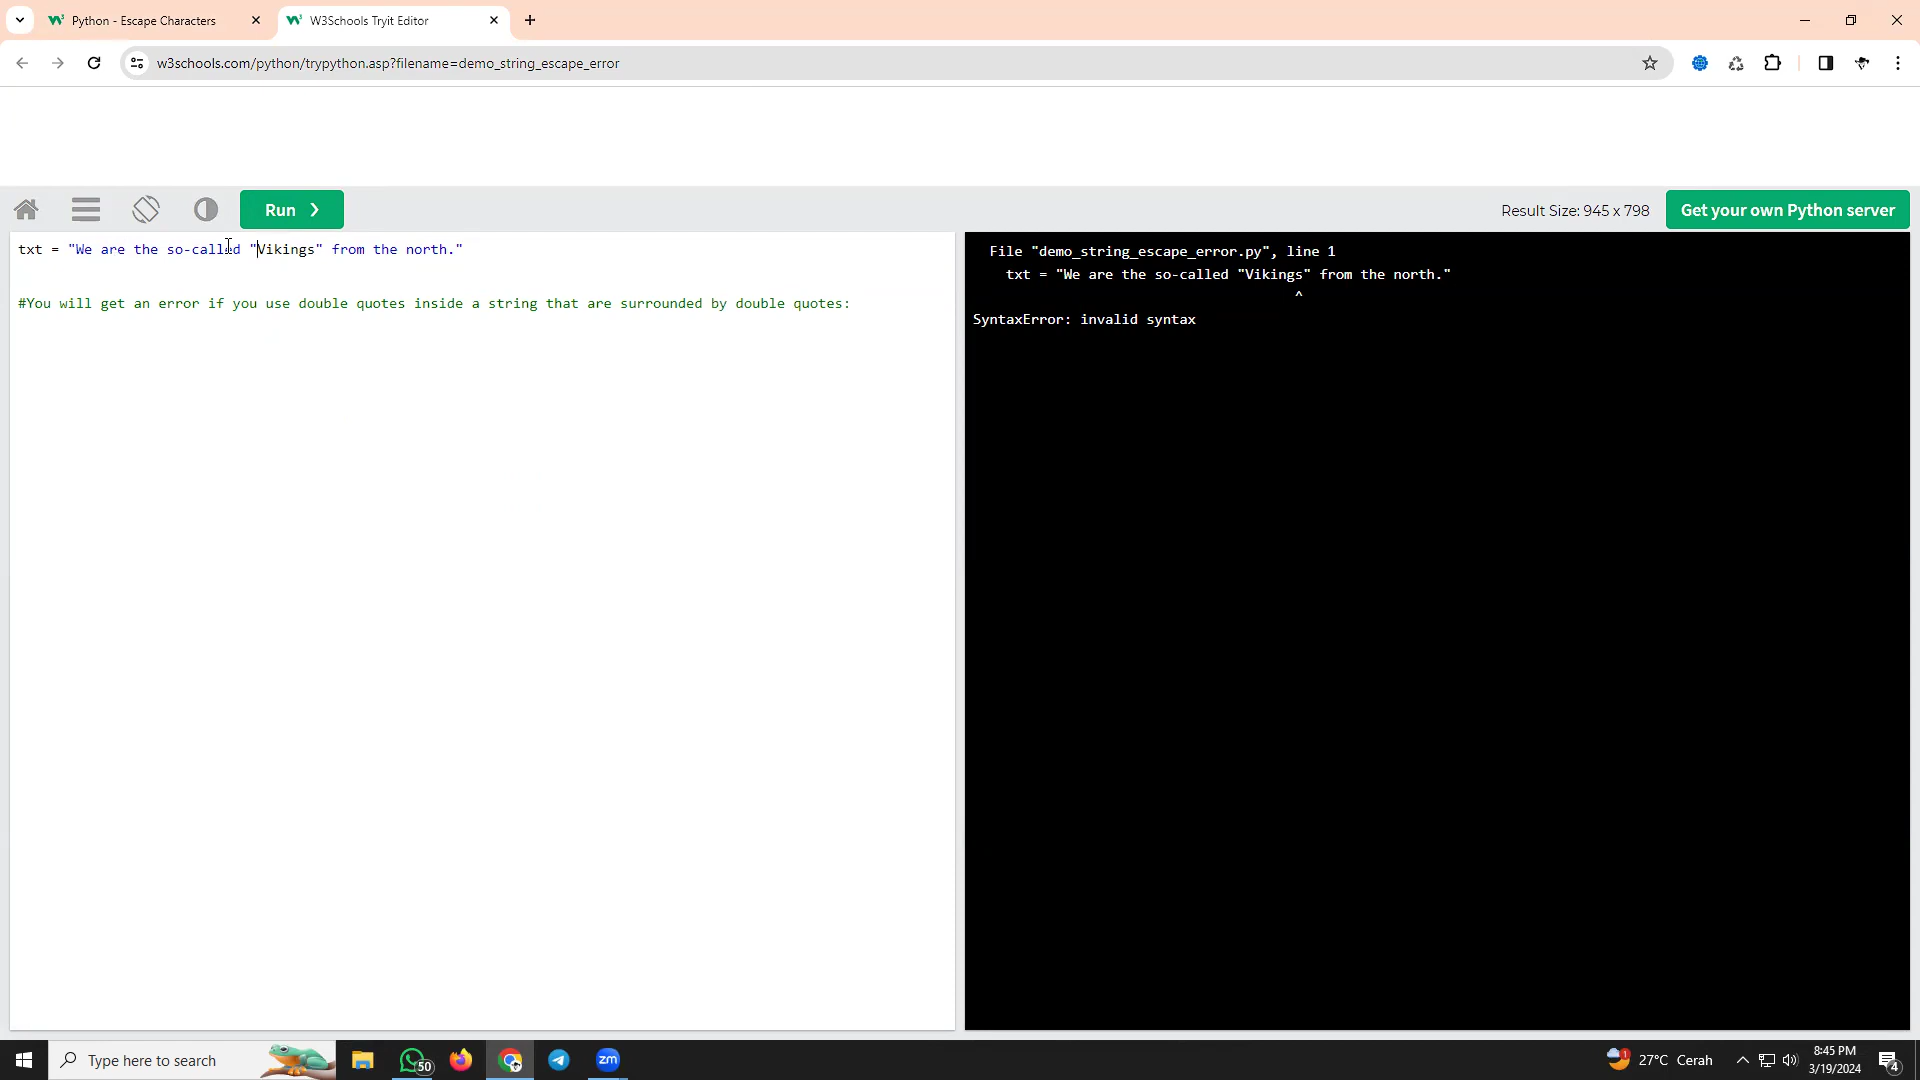 Python - Escape Characters
W3Schools Tryit Editor
w3schools.com/python/trypython.asp?filename=demo_string_escape_error
Run ❯
Result Size: 945 x 798
Get your own Python server
txt = "We are the so-called "Vikings" from the north."
#You will get an error if you use double quotes inside a string that are surrounded by double quotes:
File "demo_string_escape_error.py", line 1
txt = "We are the so-called "Vikings" from the north."
^
SyntaxError: invalid syntax
Type here to search
50
zm
1
27°C Cerah
8:45 PM
3/19/2024
4